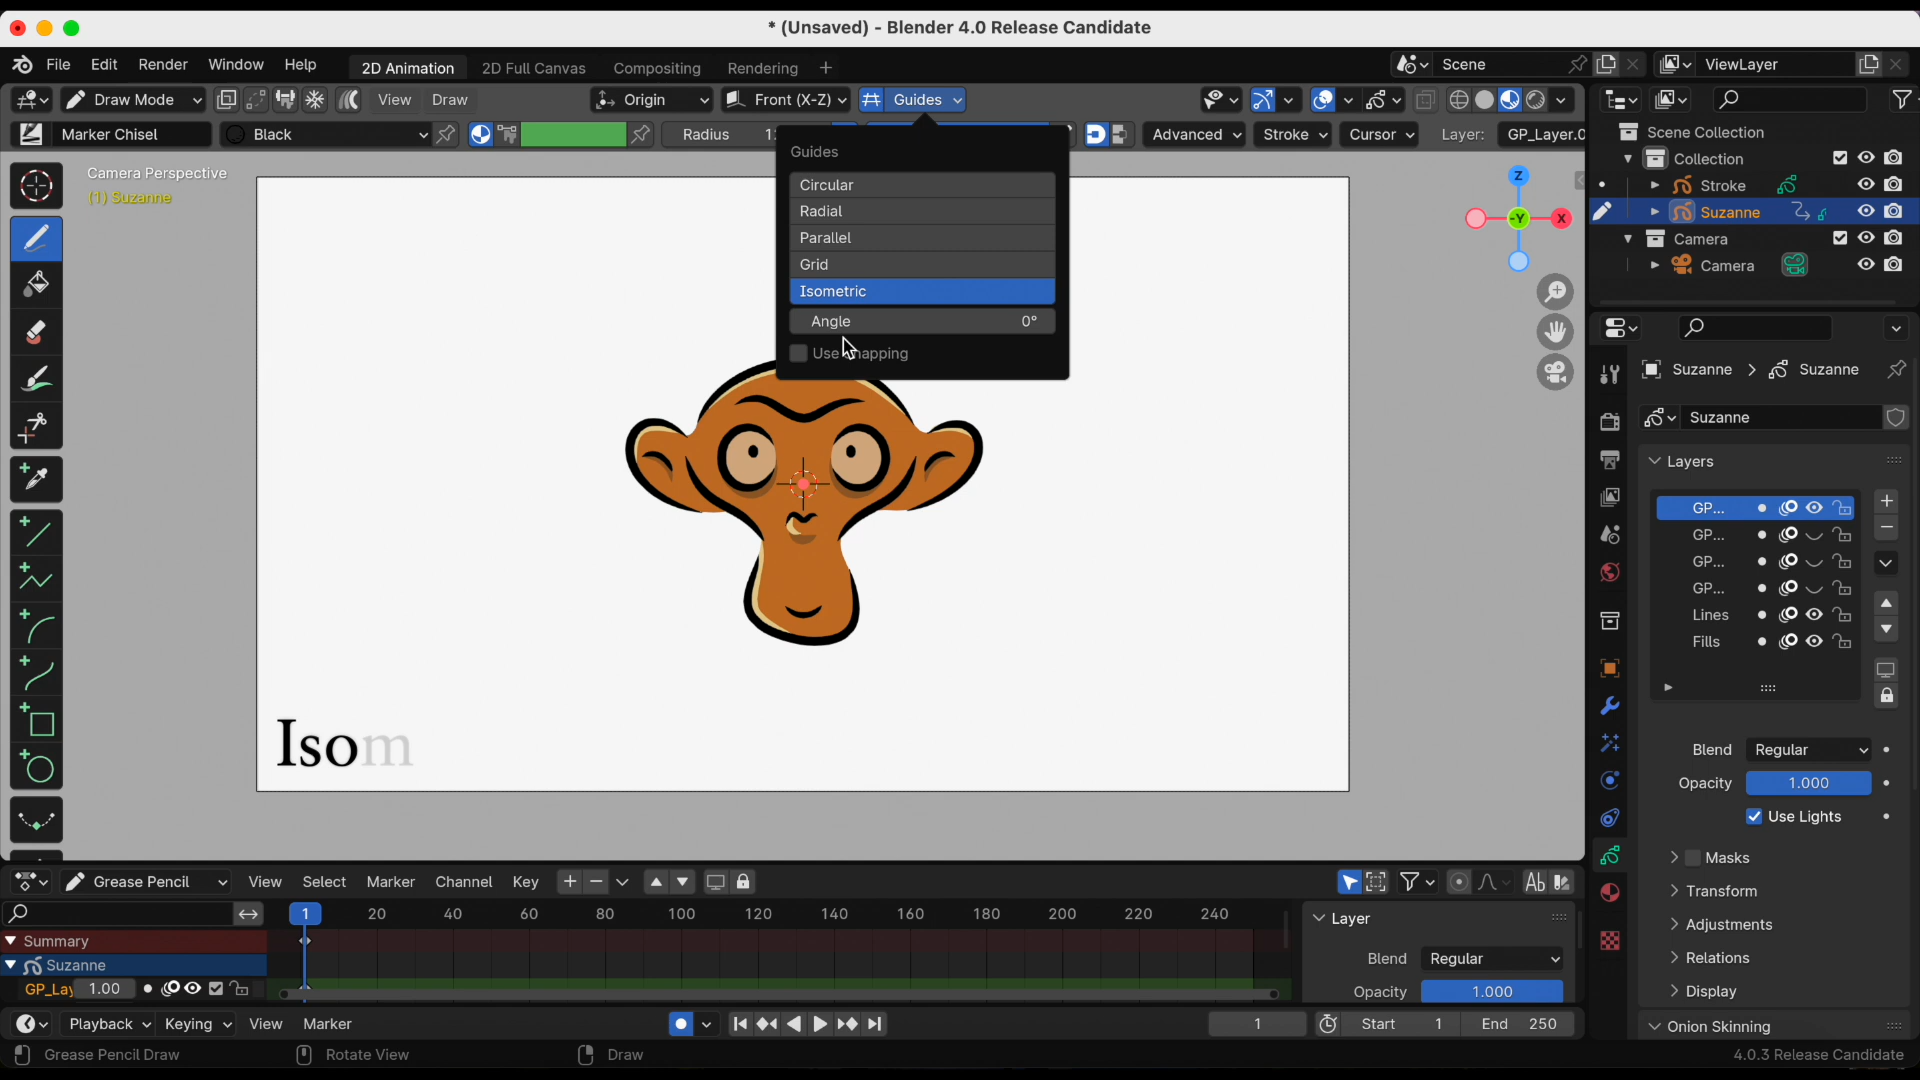 * (Unsaved) - Blender 4.0 Release Candidate
File Edit Render Window Help 2D Animation 2D Full Canvas Compositing Rendering + Scene ViewLayer
Draw Mode View Draw Origin Front (X-Z) Guides
Marker Chisel Black Radius Advanced Stroke Cursor Layer: GP_Layer.0
Camera Perspective
(1) Suzanne
Guides
Circular
Radial
Parallel
Grid
Isometric
Angle 0°
Z
-Y X
Isom
Scene Collection
Collection
Stroke
Suzanne
Camera
Camera
Suzanne > Suzanne
Suzanne
Layers
GP...
GP...
GP...
GP...
Lines
Fills
Blend Regular
Opacity 1.000
Use Lights
Masks
Transform
Adjustments
Relations
Display
Onion Skinning
Grease Pencil View Select Marker Channel Key
1 20 40 60 80 100 120 140 160 180 200 220 240
Summary
Suzanne
GP_Lay 1.00
Layer
Blend Regular
Opacity 1.000
Playback Keying View Marker 1 Start 1 End 250
Grease Pencil Draw Rotate View Draw 4.0.3 Release Candidate